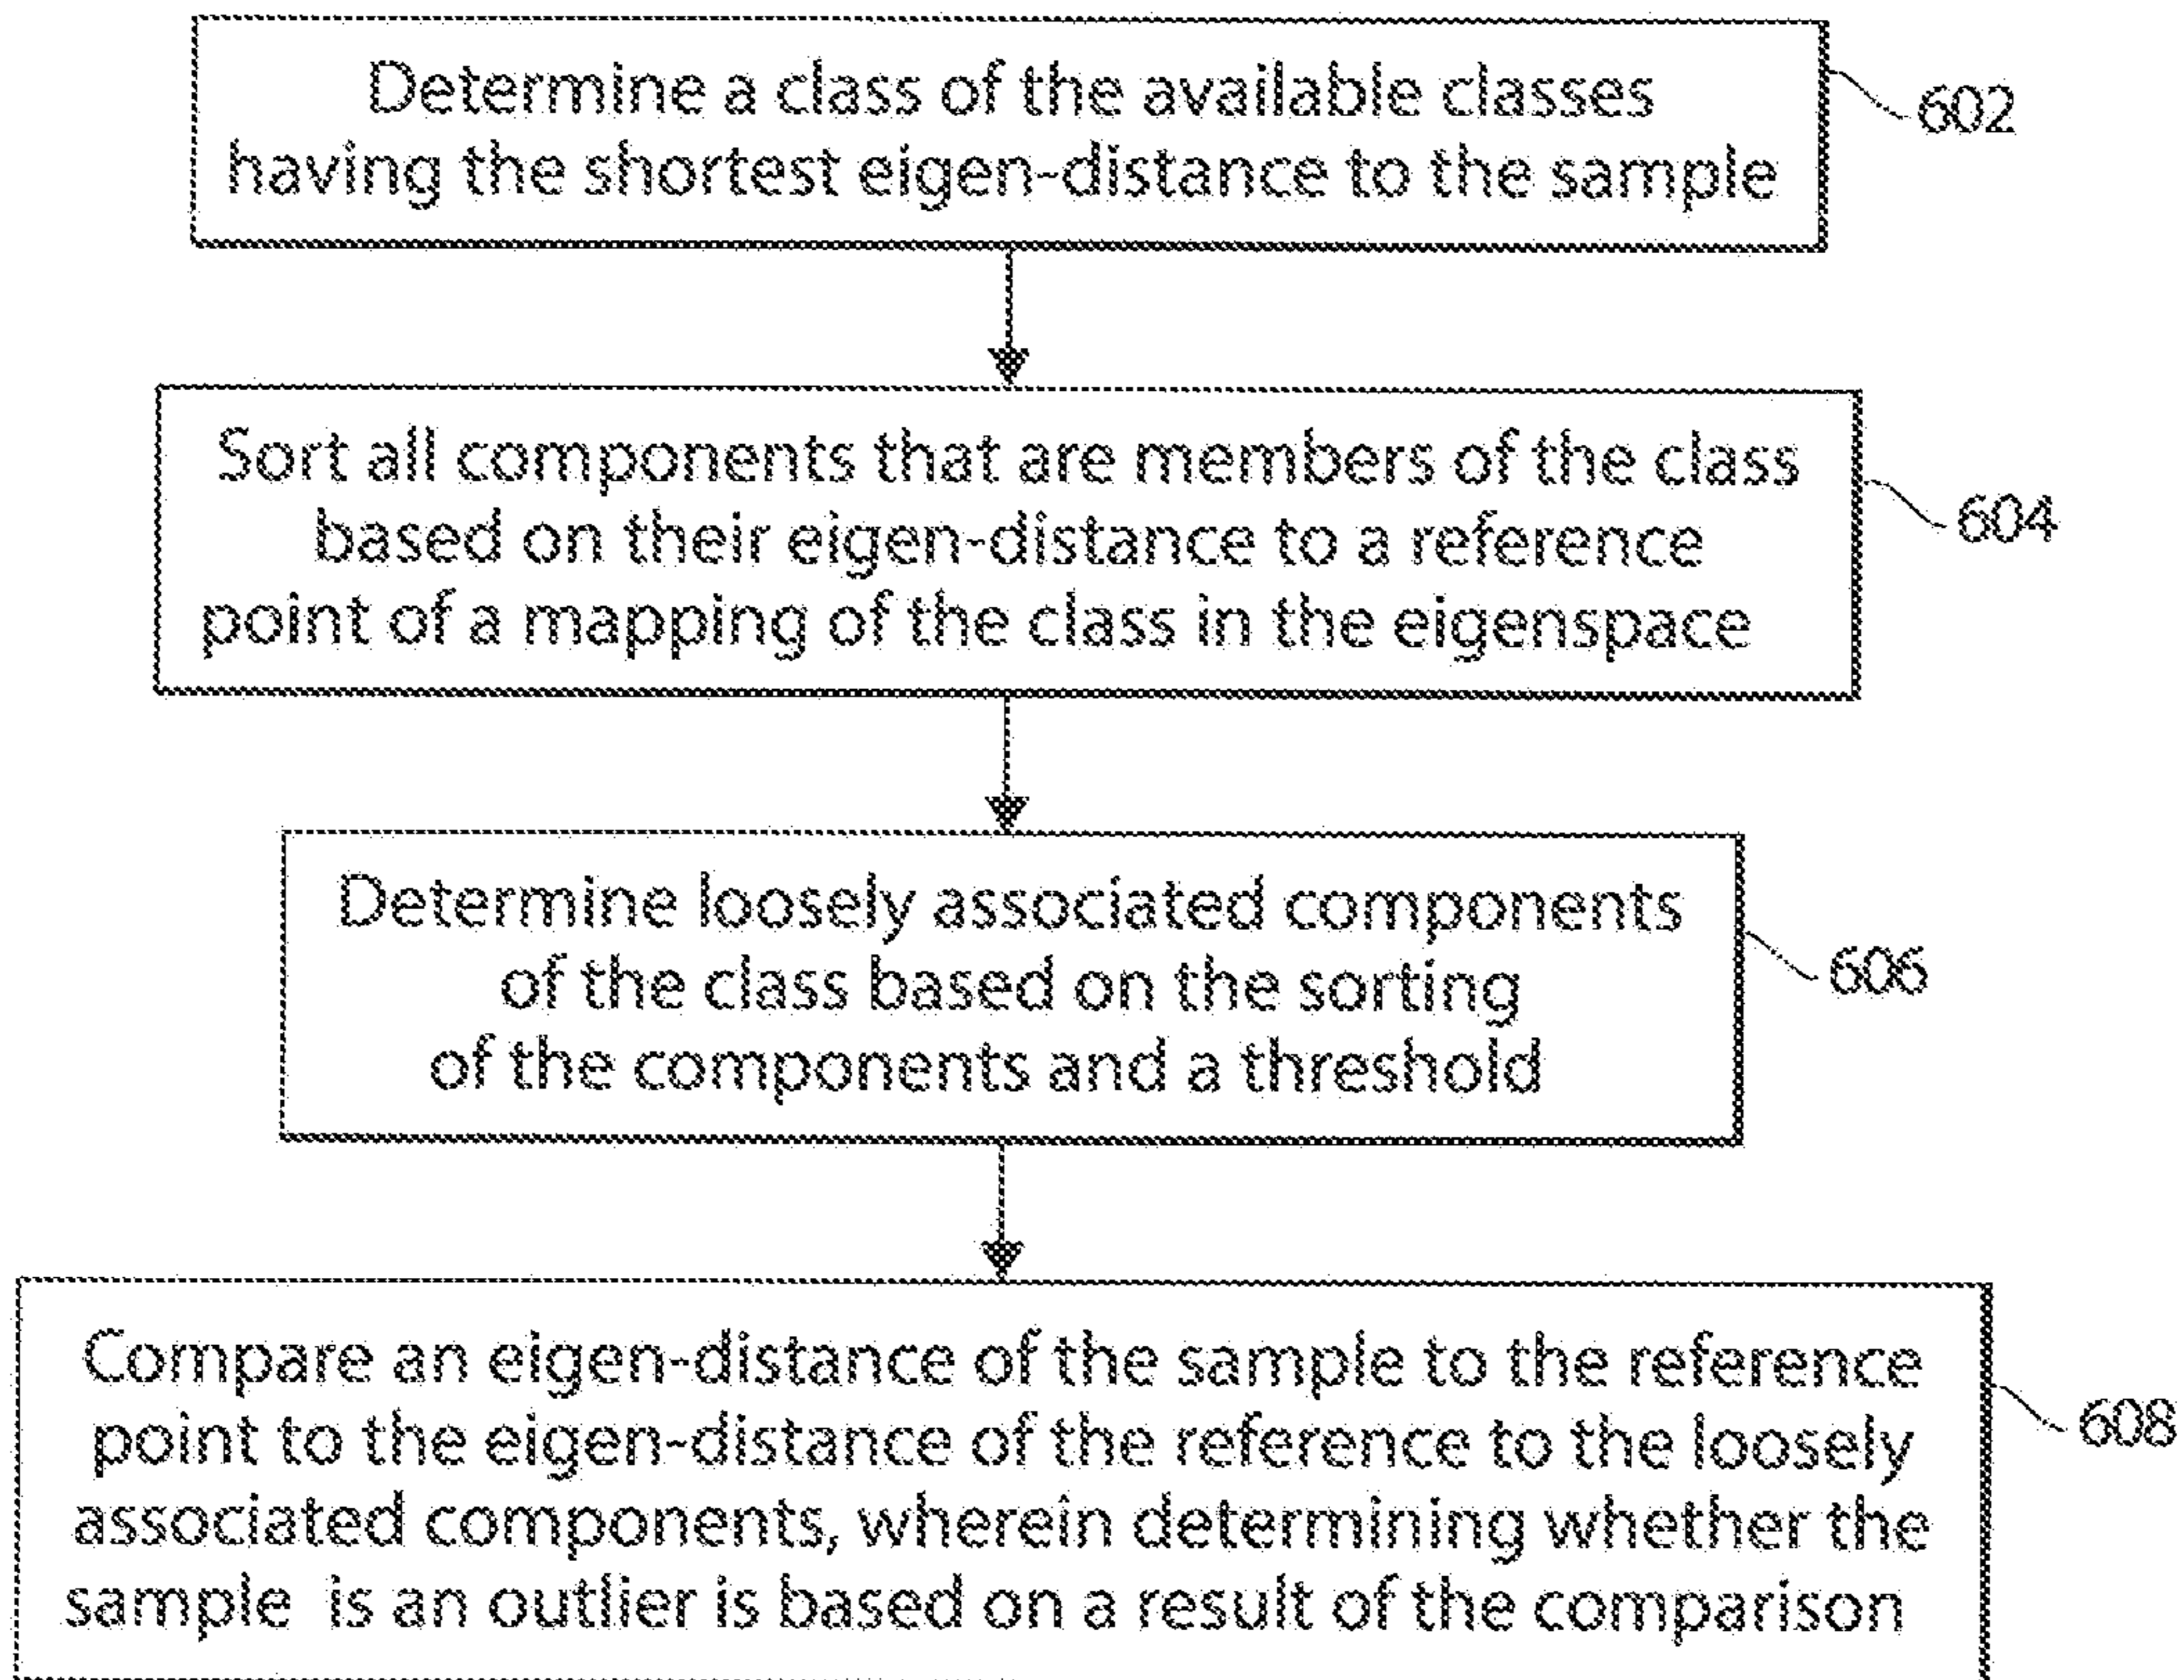 Determine a class of the available classes
having the shortest eigen-distance to the sample
602
Sort all components that are members of the class
based on their eigen-distance to a reference
point of a mapping of the class in the eigenspace
604
Determine loosely associated components
of the class based on the sorting
of the components and a threshold
606
Compare an eigen-distance of the sample to the reference
point to the eigen-distance of the reference to the loosely
associated components, wherein determining whether the
sample is an outlier is based on a result of the comparison
608